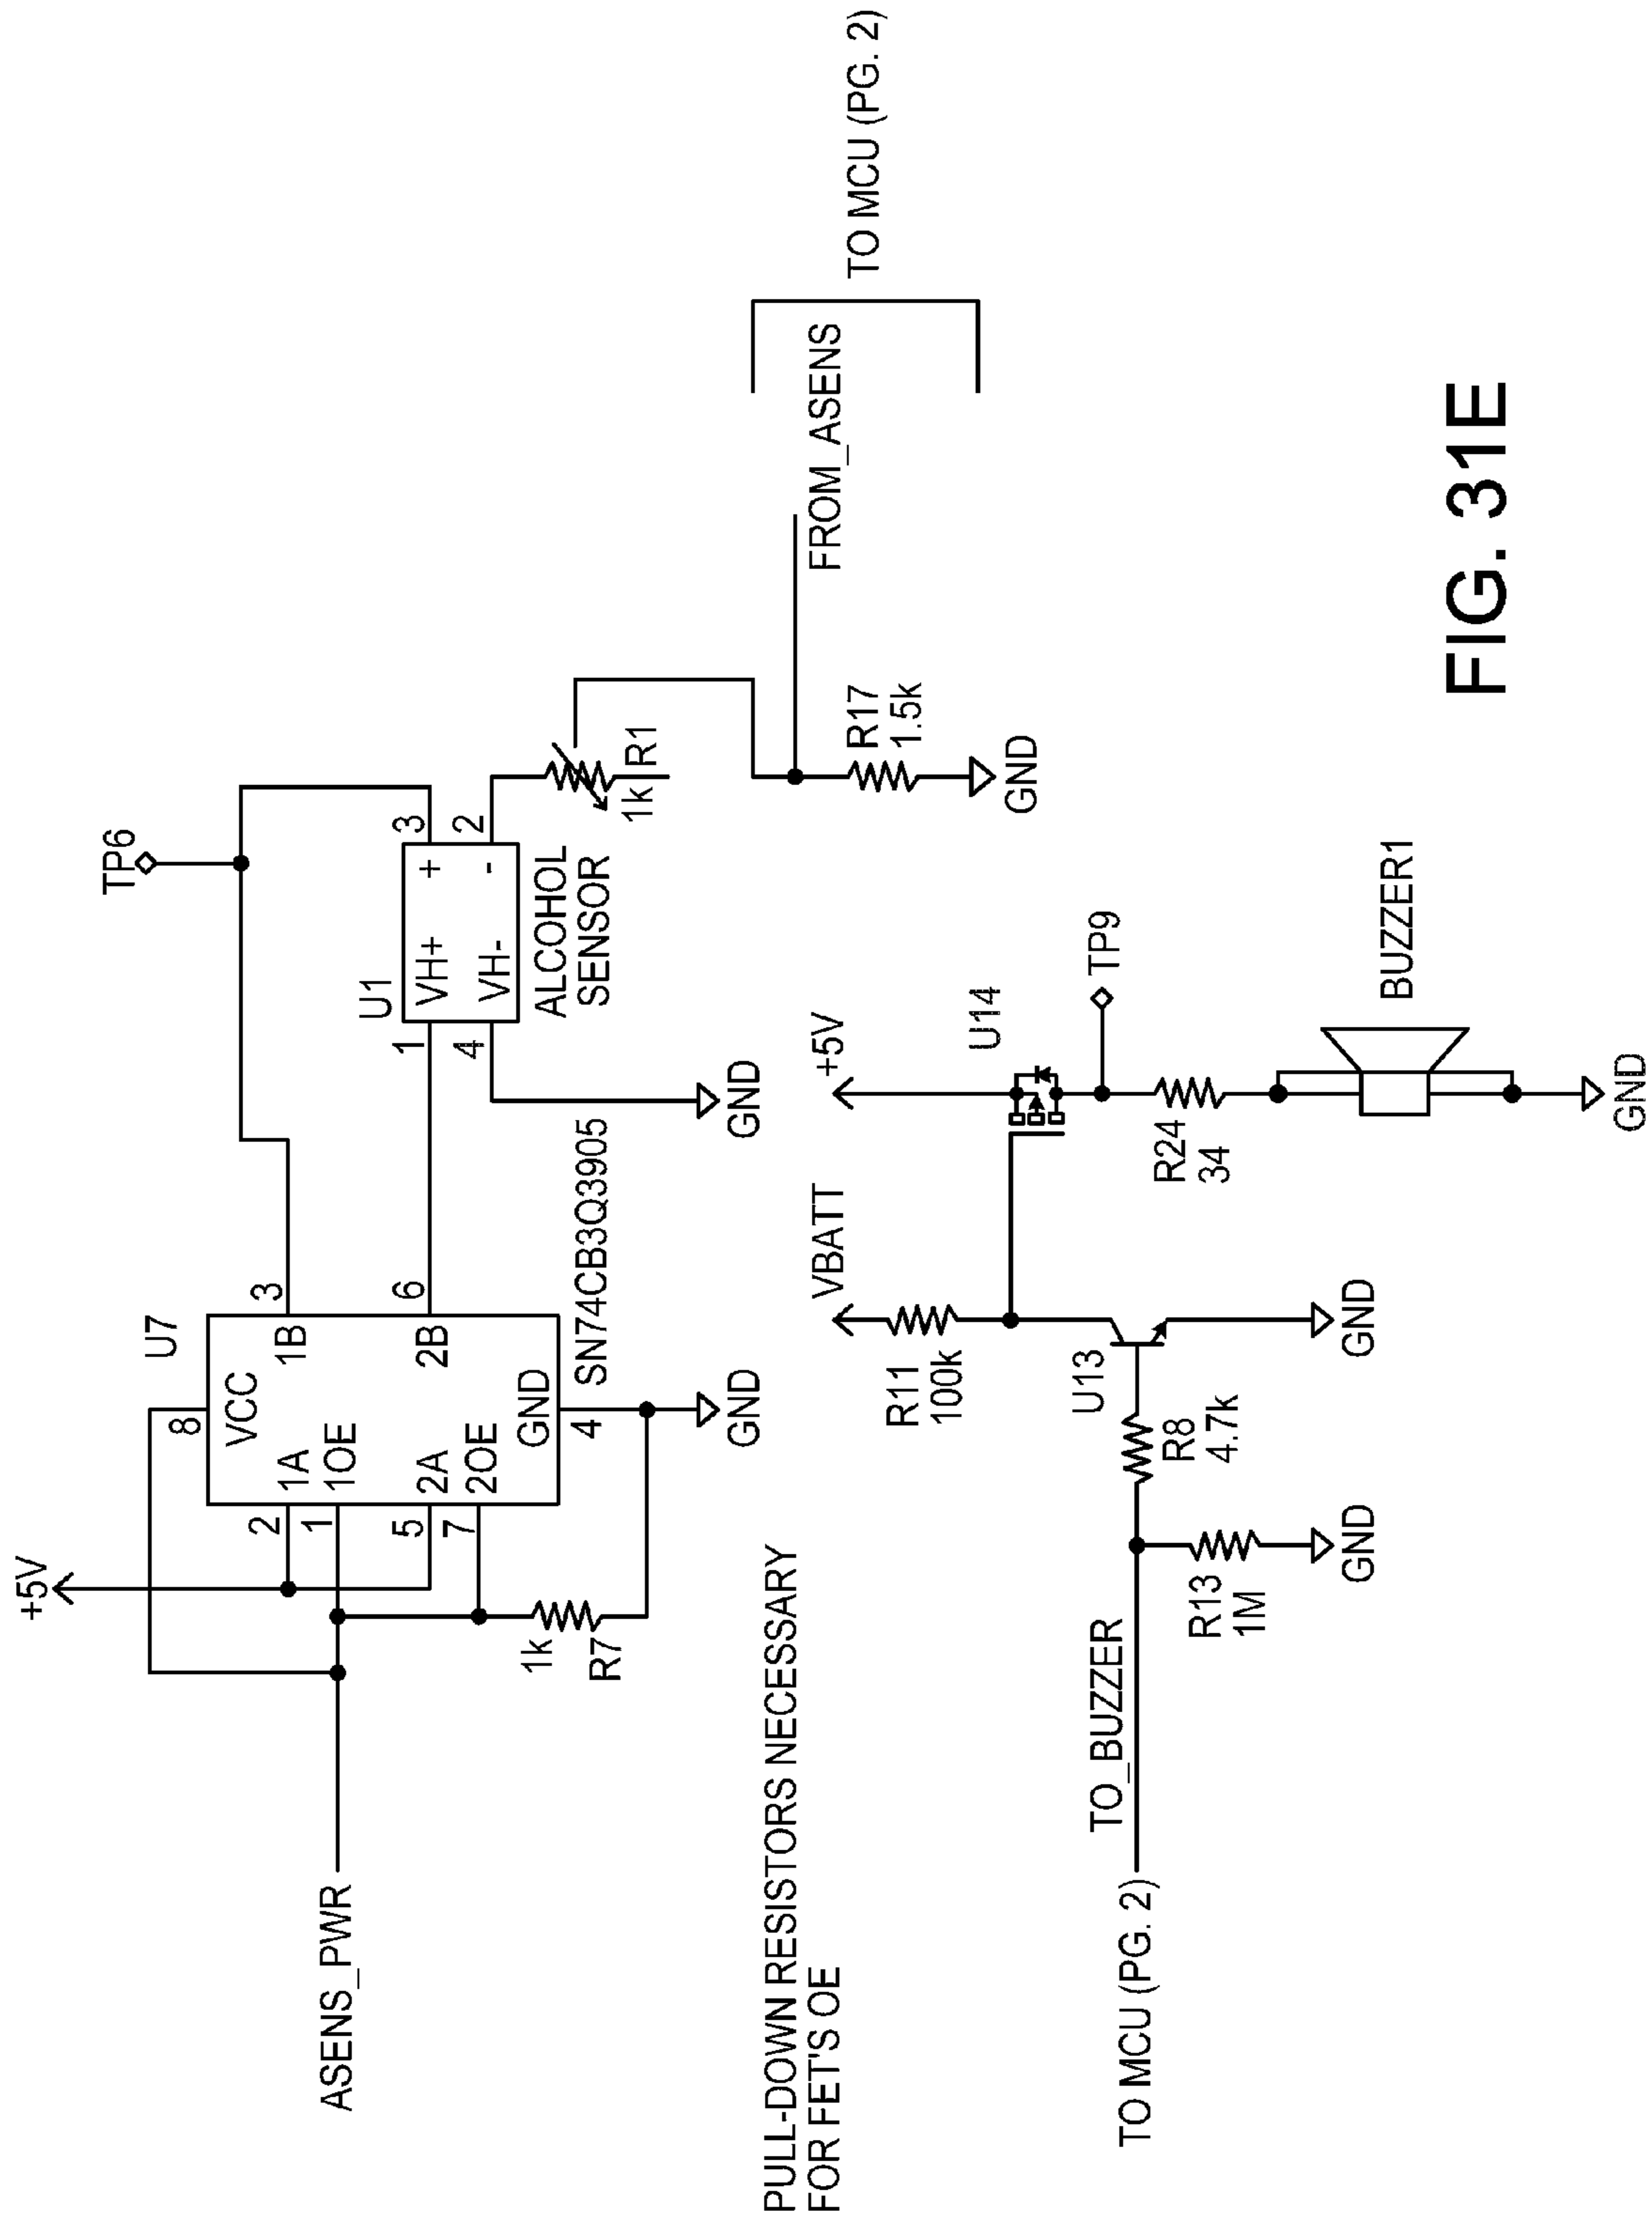 +5V
TP6
U7
8
VCC
2
1A
1B
3
1
1OE
5
2A
2B
6
7
2OE
GND
4
SN74CB3Q3905
ASENS_PWR
1k
R7
GND
U1
1
VH+
+
3
4
VH-
-
2
ALCOHOL
SENSOR
GND
1k
R1
FROM_ASENS
TO MCU (PG. 2)
R17
1.5k
GND
PULL-DOWN RESISTORS NECESSARY
FOR FET'S OE
VBATT
+5V
R11
100k
U14
TP9
U13
TO_BUZZER
TO MCU (PG. 2)
R8
4.7k
R24
34
R13
1M
GND
GND
BUZZER1
GND
FIG. 31E